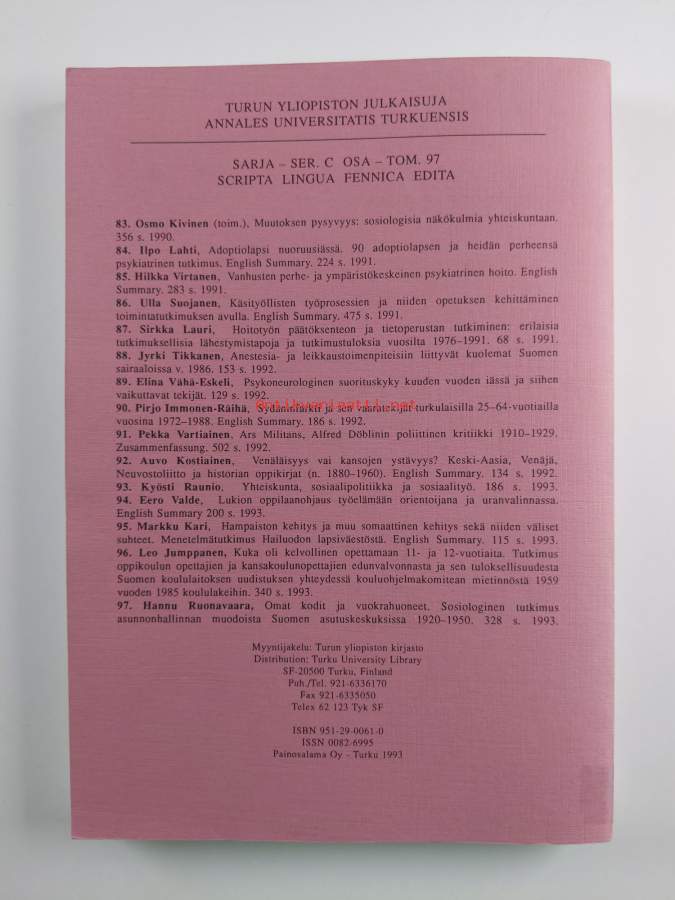 TURUN YLIOPISTON JULKAISUJA
ANNALES UNIVERSITATIS TURKUENSIS
SARJA – SER. C OSA – TOM. 97
SCRIPTA LINGUA FENNICA EDITA
83. Osmo Kivinen (toim.), Muutoksen pysyvyys: sosiologisia näkökulmia yhteiskuntaan.
356 s. 1990.
84. Ilpo Lahti, Adoptiolapsi nuoruusiässä. 90 adoptiolapsen ja heidän perheensä
psykiatrinen tutkimus. English Summary. 224 s. 1991.
85. Hilkka Virtanen, Vanhusten perhe- ja ympäristökeskeinen psykiatrinen hoito. English
Summary. 283 s. 1991.
86. Ulla Suojanen, Käsityöllisten työprosessien ja niiden opetuksen kehittäminen
toimintatutkimuksen avulla. English Summary. 475 s. 1991.
87. Sirkka Lauri, Hoitotyön päätöksenteon ja tietoperustan tutkiminen: erilaisia
tutkimuksellisia lähestymistapoja ja tutkimustuloksia vuosilta 1976–1991. 68 s. 1991.
88. Jyrki Tikkanen, Anestesia- ja leikkaustoimenpiteisiin liittyvät kuolemat Suomen
sairaaloissa v. 1986. 153 s. 1992.
89. Elina Vähä-Eskeli, Psykoneurologinen suorituskyky kuuden vuoden iässä ja siihen
vaikuttavat tekijät. 129 s. 1992.
Antikvariaatti.net
90. Pirjo Immonen-Räihä, Sydäninfarkti ja sen vaaratekijät turkulaisilla 25–64-vuotiailla
vuosina 1972–1988. English Summary. 186 s. 1992.
91. Pekka Vartiainen, Ars Militans, Alfred Döblinin poliittinen kritiikki 1910–1929.
Zusammenfassung. 502 s. 1992.
92. Auvo Kostiainen, Venäläisyys vai kansojen ystävyys? Keski-Aasia, Venäjä,
Neuvostoliitto ja historian oppikirjat (n. 1880–1960). English Summary. 134 s. 1992.
93. Kyösti Raunio, Yhteiskunta, sosiaalipolitiikka ja sosiaalityö. 186 s. 1993.
94. Eero Valde, Lukion oppilaanohjaus työelämään orientoijana ja uranvalinnassa.
English Summary 200 s. 1993.
95. Markku Kari, Hampaiston kehitys ja muu somaattinen kehitys sekä niiden väliset
suhteet. Menetelmätutkimus Hailuodon lapsiväestöstä. English Summary. 115 s. 1993.
96. Leo Jumppanen, Kuka oli kelvollinen opettamaan 11- ja 12-vuotiaita. Tutkimus
oppikoulun opettajien ja kansakoulunopettajien edunvalvonnasta ja sen tuloksellisuudesta
Suomen koululaitoksen uudistuksen yhteydessä kouluohjelmakomitean mietinnöstä 1959
vuoden 1985 koululakeihin. 340 s. 1993.
97. Hannu Ruonavaara, Omat kodit ja vuokrahuoneet. Sosiologinen tutkimus
asunnonhallinnan muodoista Suomen asutuskeskuksissa 1920–1950. 328 s. 1993.
Myyntijakelu: Turun yliopiston kirjasto
Distribution: Turku University Library
SF-20500 Turku, Finland
Puh./Tel. 921-6336170
Fax 921-6335050
Telex 62 123 Tyk SF
ISBN 951-29-0061-0
ISSN 0082-6995
Painosalama Oy - Turku 1993